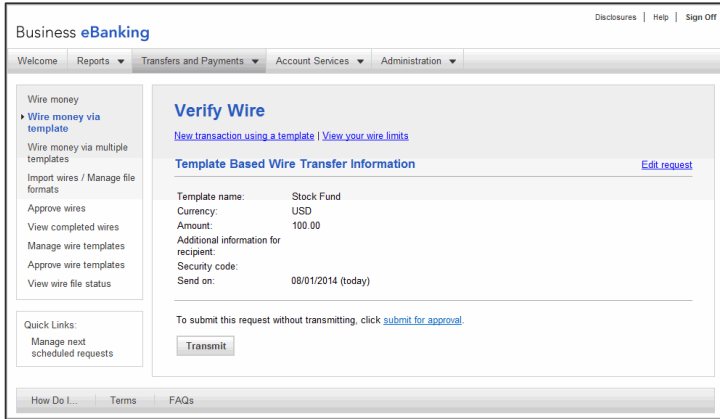 Disclosures | Help | Sign Off
Business eBanking
Welcome Reports Transfers and Payments Account Services Administration
Wire money
Wire money via
template
Wire money via multiple
templates
Import wires / Manage file
formats
Approve wires
View completed wires
Manage wire templates
Approve wire templates
View wire file status
Quick Links:
Manage next
scheduled requests
Verify Wire
New transaction using a template | View your wire limits
Template Based Wire Transfer Information Edit request
Template name: Stock Fund
Currency: USD
Amount: 100.00
Additional information for
recipient:
Security code:
Send on: 08/01/2014 (today)
To submit this request without transmitting, click submit for approval.
Transmit
How Do I... Terms FAQs